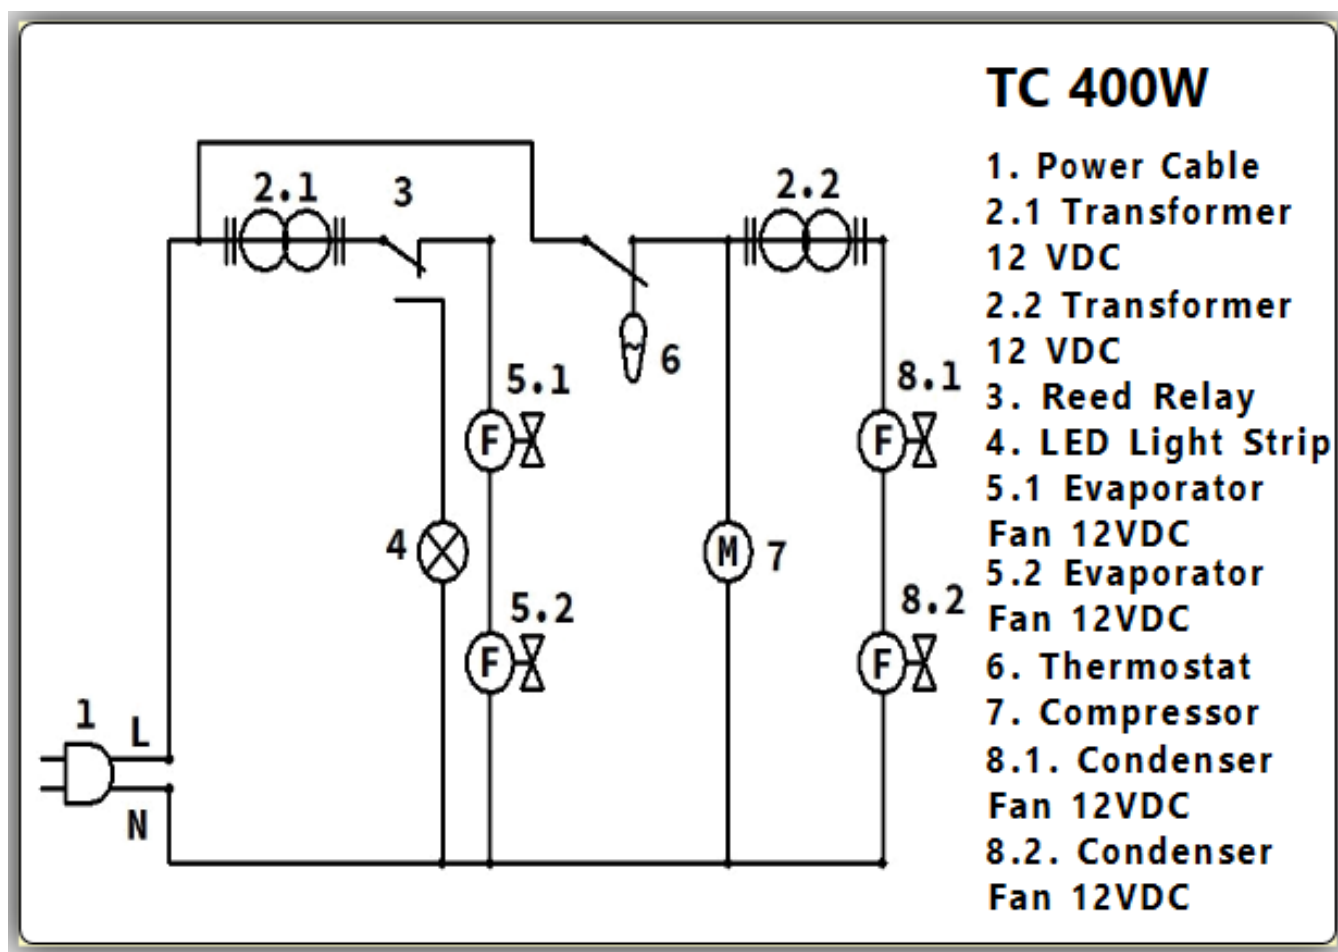 TC 400W
1. Power Cable
2.1 Transformer
12 VDC
2.2 Transformer
12 VDC
3. Reed Relay
4. LED Light Strip
5.1 Evaporator
Fan 12VDC
5.2 Evaporator
Fan 12VDC
6. Thermostat
7. Compressor
8.1. Condenser
Fan 12VDC
8.2. Condenser
Fan 12VDC
2.1
3
2.2
6
5.1
8.1
F
F
4
M
7
5.2
8.2
F
F
1
L
N